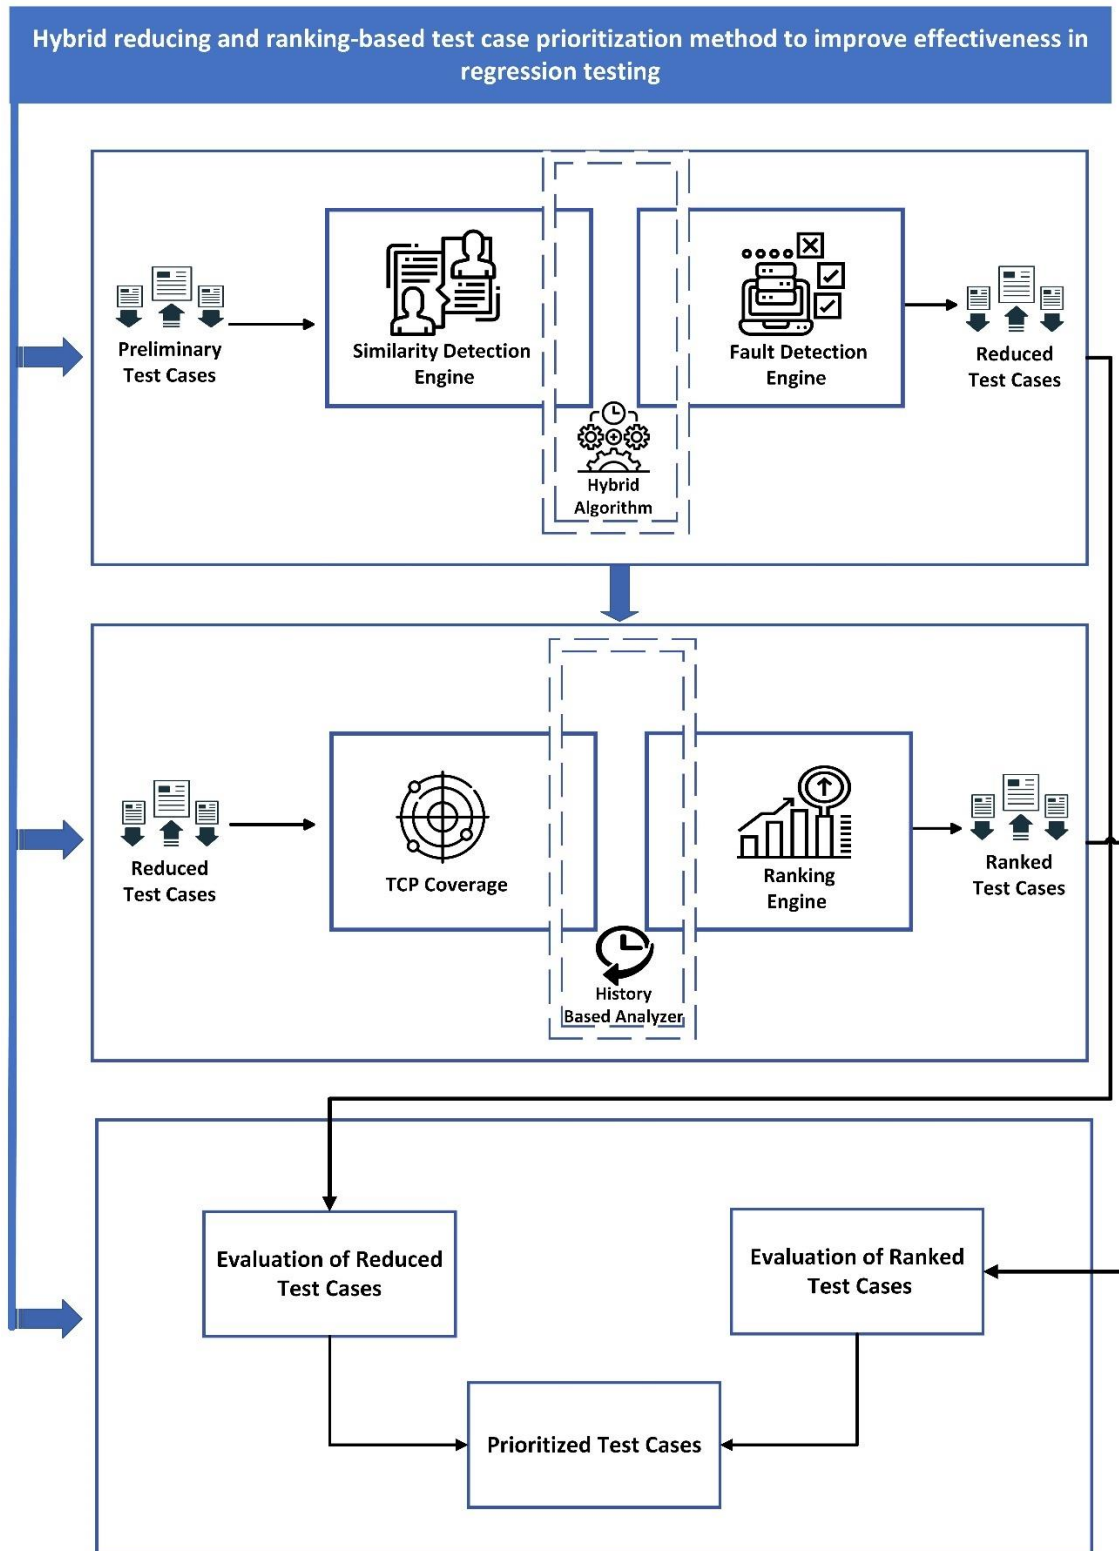 Hybrid reducing and ranking-based test case prioritization method to improve effectiveness in
regression testing
Preliminary
Test Cases
Similarity Detection
Engine
Fault Detection
Engine
Reduced
Test Cases
Hybrid
Algorithm
Reduced
Test Cases
TCP Coverage
Ranking
Engine
Ranked
Test Cases
History
Based Analyzer
Evaluation of Reduced
Test Cases
Evaluation of Ranked
Test Cases
Prioritized Test Cases